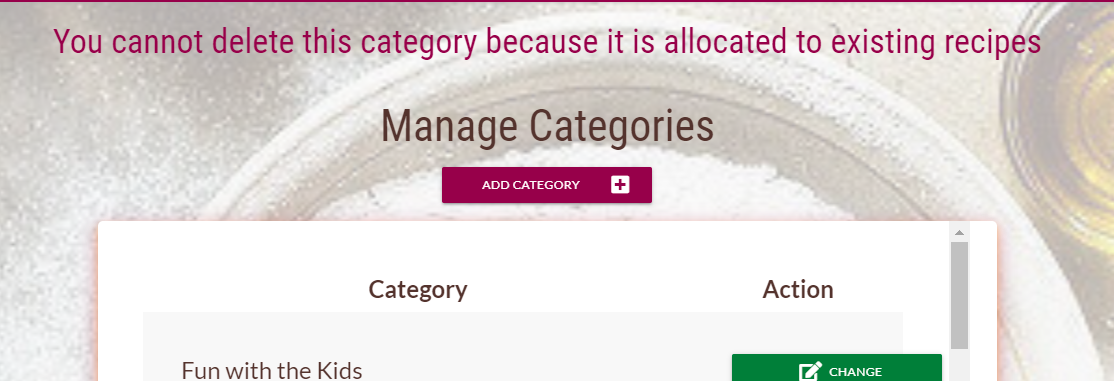 You cannot delete this category because it is allocated to existing recipes
Manage Categories
ADD CATEGORY
Category Action
Fun with the Kids CHANGE